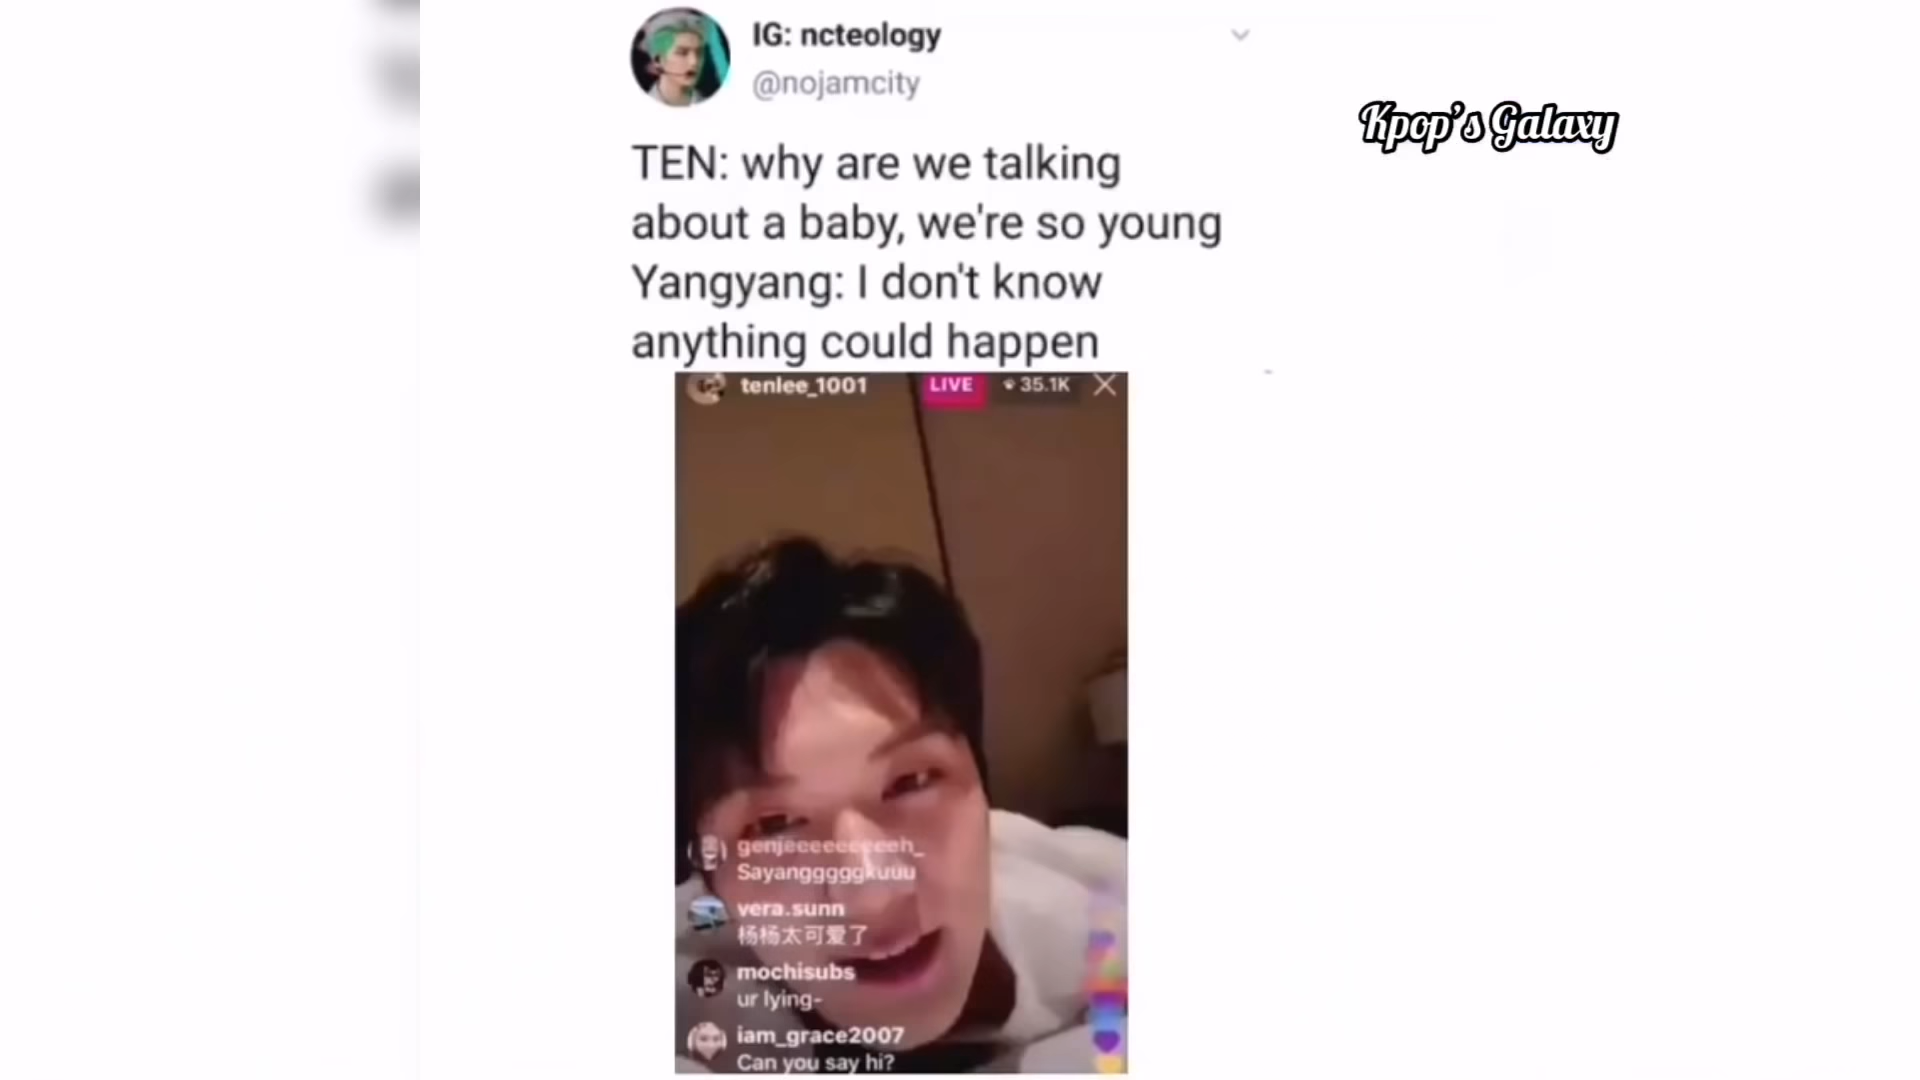 IG: ncteology
@nojamcity
Kpop's Galaxy
TEN: why are we talking
about a baby, we're so young
Yangyang: I don't know
anything could happen
tenlee_1001 LIVE 35.1K
genjeeeeeeeeeh_
Sayangggggkuuu
vera.sunn
杨杨太可爱了
mochisubs
ur lying-
iam_grace2007
Can you say hi?